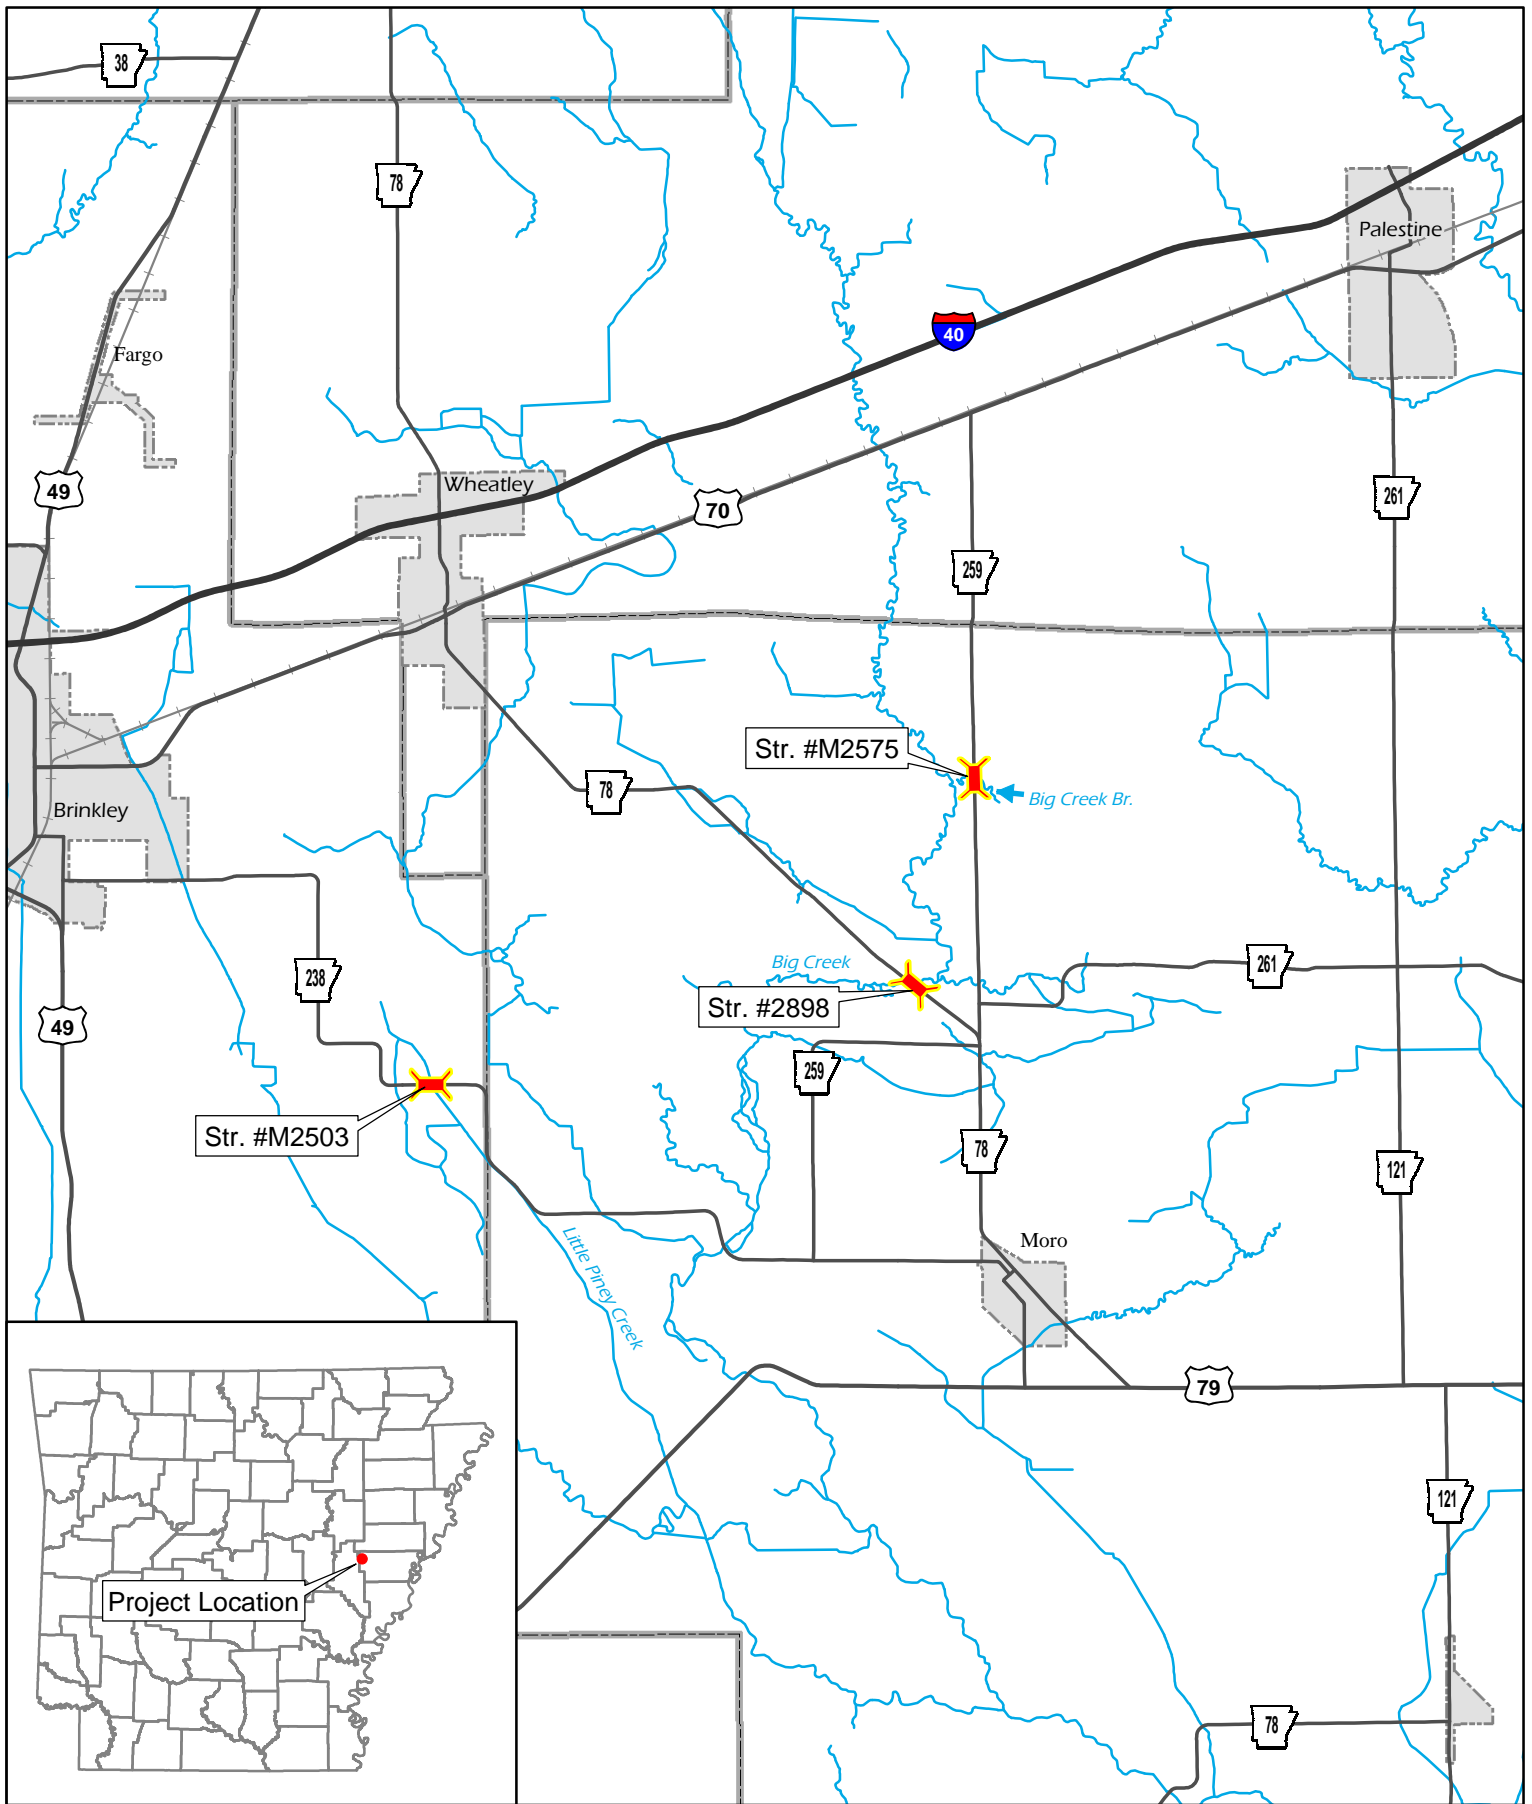 38
78
Palestine
40
Fargo
Wheatley
49
70
261
259
Str. #M2575
Big Creek Br.
78
Brinkley
Big Creek
261
238
Str. #2898
49
259
Str. #M2503
78
121
Little Piney Creek
Moro
79
121
Project Location
78